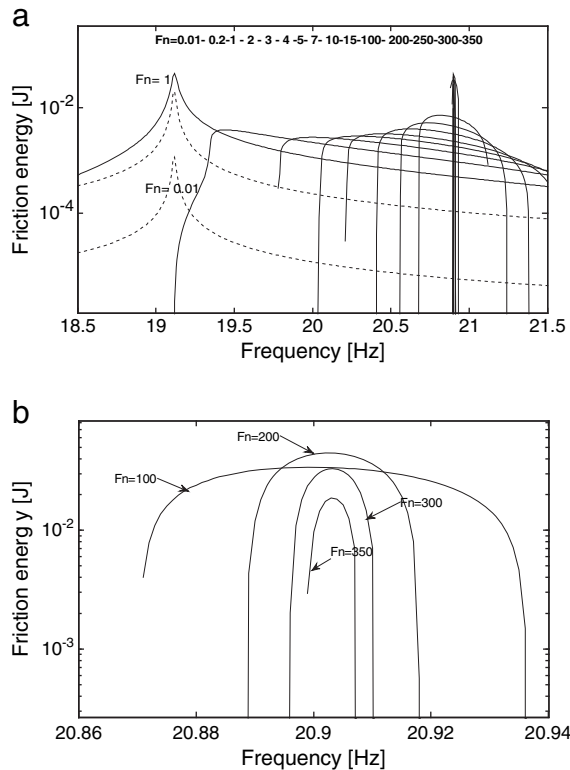 a
Fn=0.01- 0.2-1 - 2 - 3 - 4 -5- 7- 10-15-100- 200-250-300-350
Friction energy [J]
Fn= 1
10-2
Fn= 0.01
10-4
18.5 19 19.5 20 20.5 21 21.5
Frequency [Hz]
b
Friction energ y [J]
Fn=200
Fn=100
Fn=300
10-2
Fn=350
10-3
20.86 20.88 20.9 20.92 20.94
Frequency [Hz]